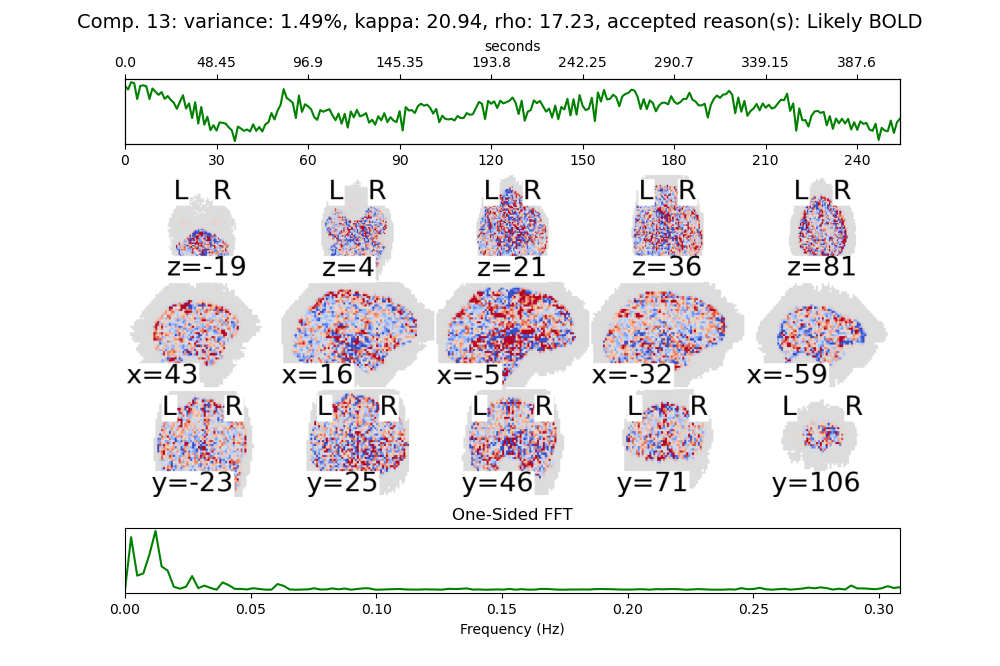 Comp. 13: variance: 1.49%, kappa: 20.94, rho: 17.23, accepted reason(s): Likely BOLD
seconds
0.0 48.45 96.9 145.35 193.8 242.25 290.7 339.15 387.6
0 30 60 90 120 150 180 210 240
L R L R L R L R L R
z=-19 z=4 z=21 z=36 z=81
x=43 x=16 x=-5 x=-32 x=-59
L R L R L R L R L R
y=-23 y=25 y=46 y=71 y=106
One-Sided FFT
0.00 0.05 0.10 0.15 0.20 0.25 0.30
Frequency (Hz)